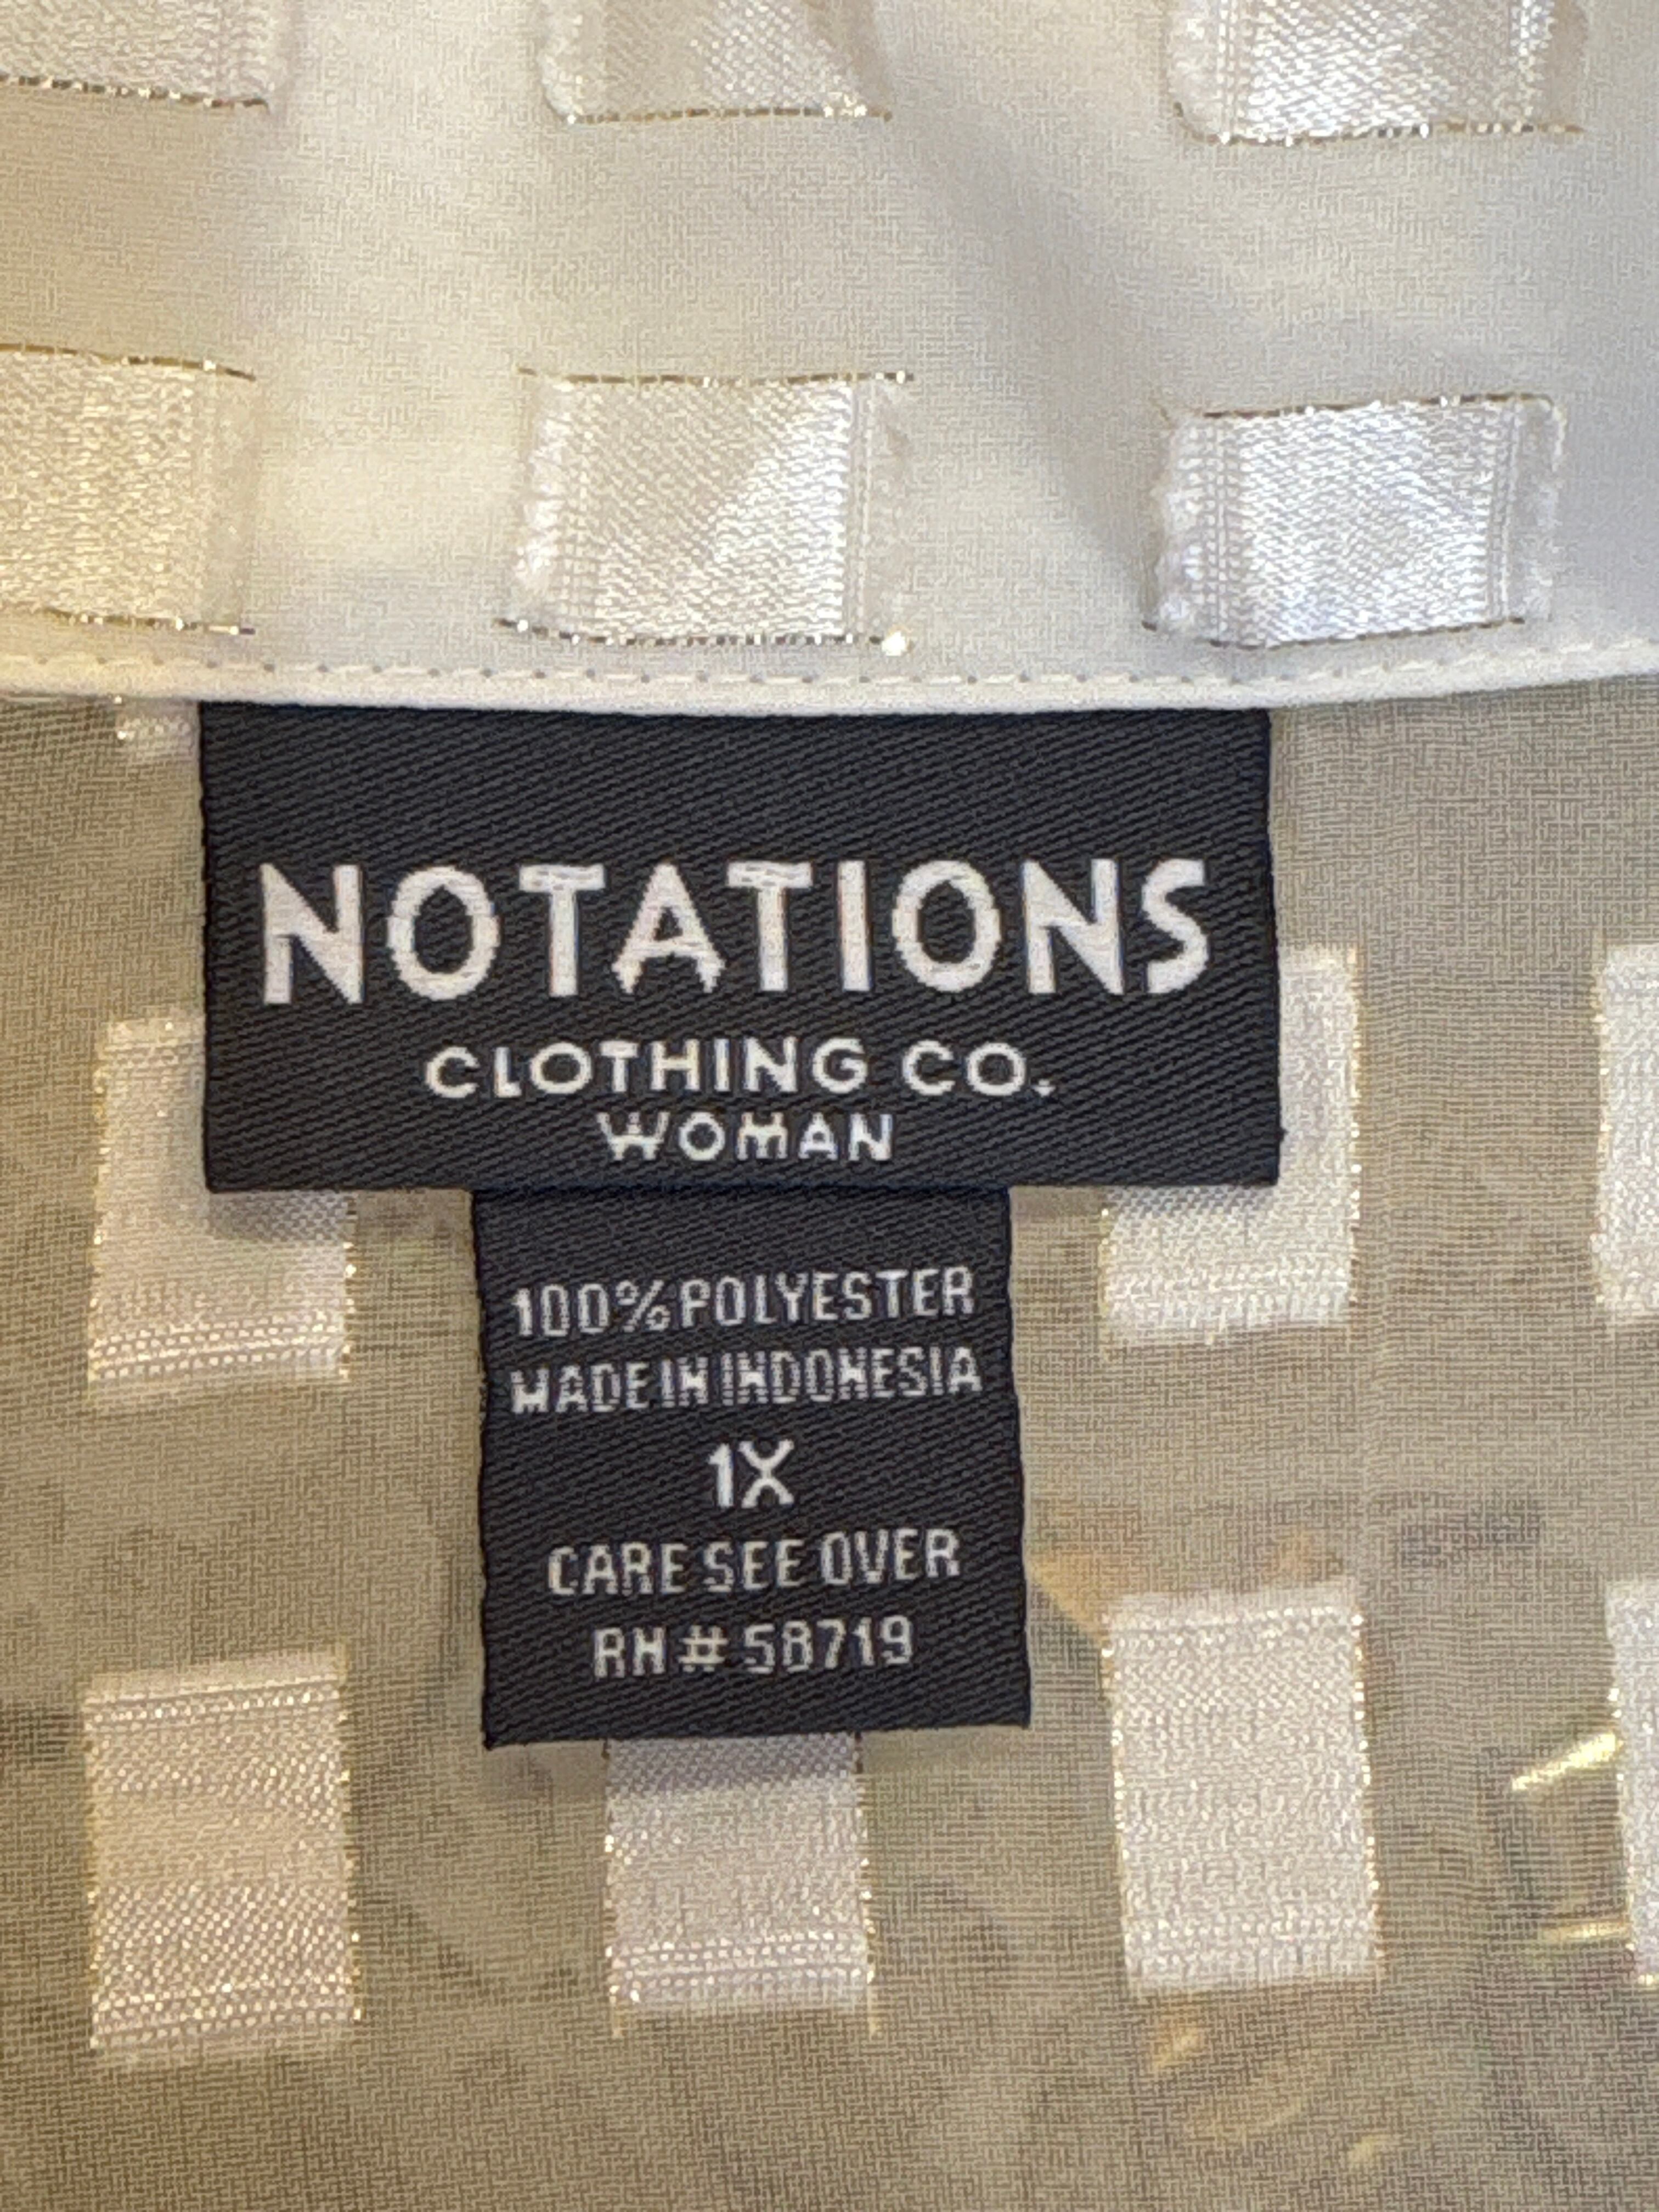 NOTATIONS
CLOTHING CO.
WOMAN
100% POLYESTER
MADE IN INDONESIA
1X
CARE SEE OVER
RN # 58719